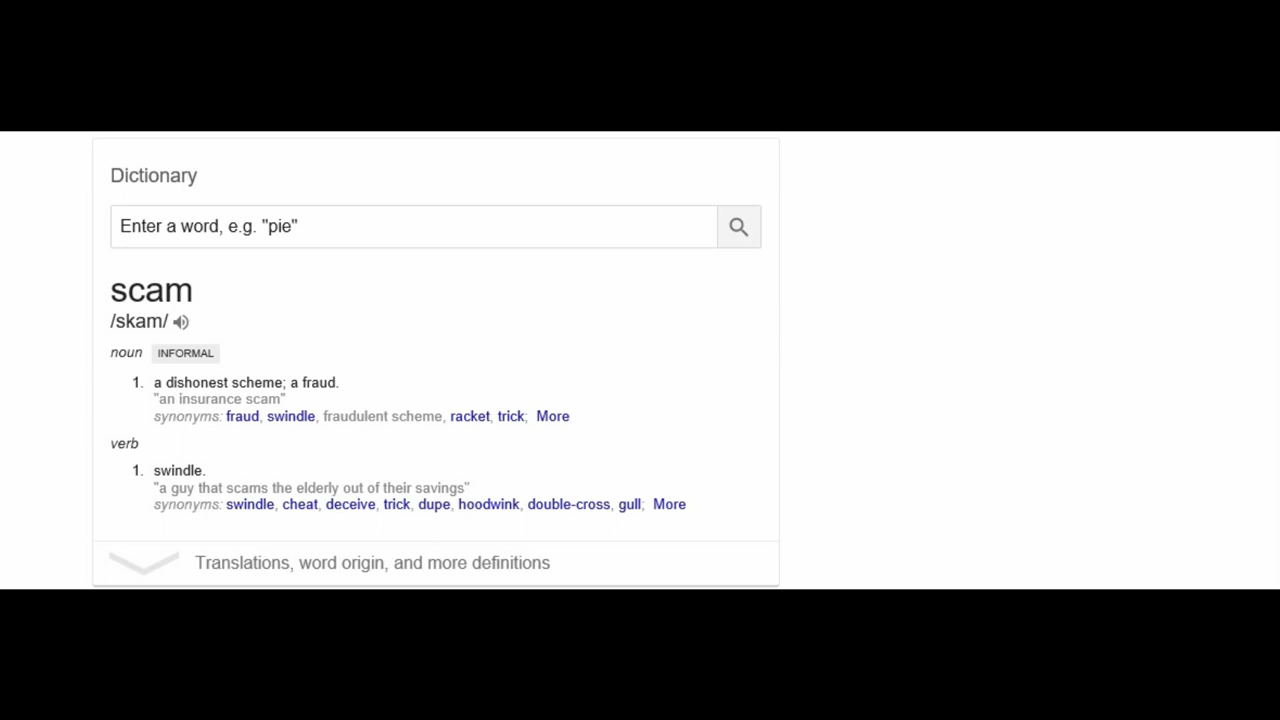 Dictionary
Enter a word, e.g. "pie"
scam
/skam/
noun INFORMAL
1. a dishonest scheme; a fraud.
"an insurance scam"
synonyms: fraud, swindle, fraudulent scheme, racket, trick; More
verb
1. swindle.
"a guy that scams the elderly out of their savings"
synonyms: swindle, cheat, deceive, trick, dupe, hoodwink, double-cross, gull; More
Translations, word origin, and more definitions